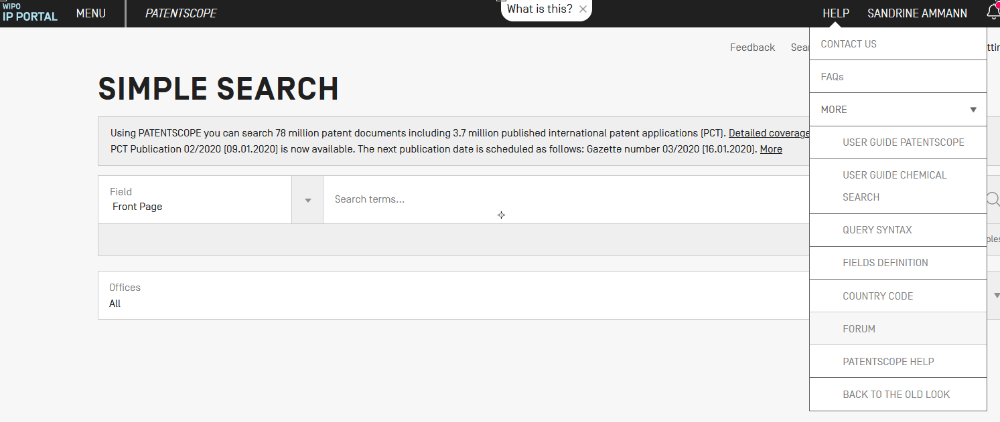 WIPO
IP PORTAL
MENU
PATENTSCOPE
What is this?
HELP
SANDRINE AMMANN
Feedback
CONTACT US
FAQs
MORE
USER GUIDE PATENTSCOPE
USER GUIDE CHEMICAL
SEARCH
QUERY SYNTAX
FIELDS DEFINITION
COUNTRY CODE
FORUM
PATENTSCOPE HELP
BACK TO THE OLD LOOK
SIMPLE SEARCH
Using PATENTSCOPE you can search 78 million patent documents including 3.7 million published international patent applications (PCT). Detailed coverage
PCT Publication 02/2020 (09.01.2020) is now available. The next publication date is scheduled as follows: Gazette number 03/2020 (16.01.2020). More
Field
Front Page
Search terms...
Offices
All